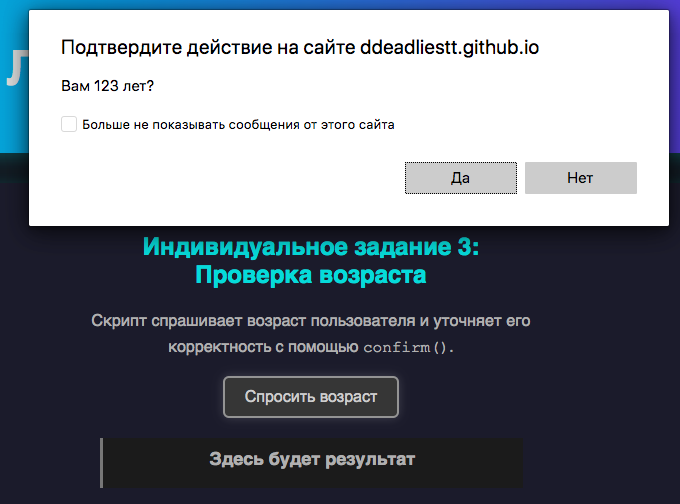 Л
Подтвердите действие на сайте ddeadliestt.github.io
Вам 123 лет?
Больше не показывать сообщения от этого сайта
Да
Нет
Индивидуальное задание 3:
Проверка возраста
Скрипт спрашивает возраст пользователя и уточняет его
корректность с помощью confirm().
Спросить возраст
Здесь будет результат